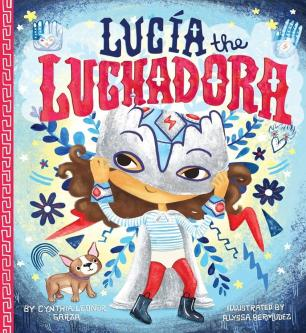 LUCÍA the
LUCHADORA
BY CYNTHIA LEONOR
GARZA
ILLUSTRATED BY
ALYSSA BERMUDEZ